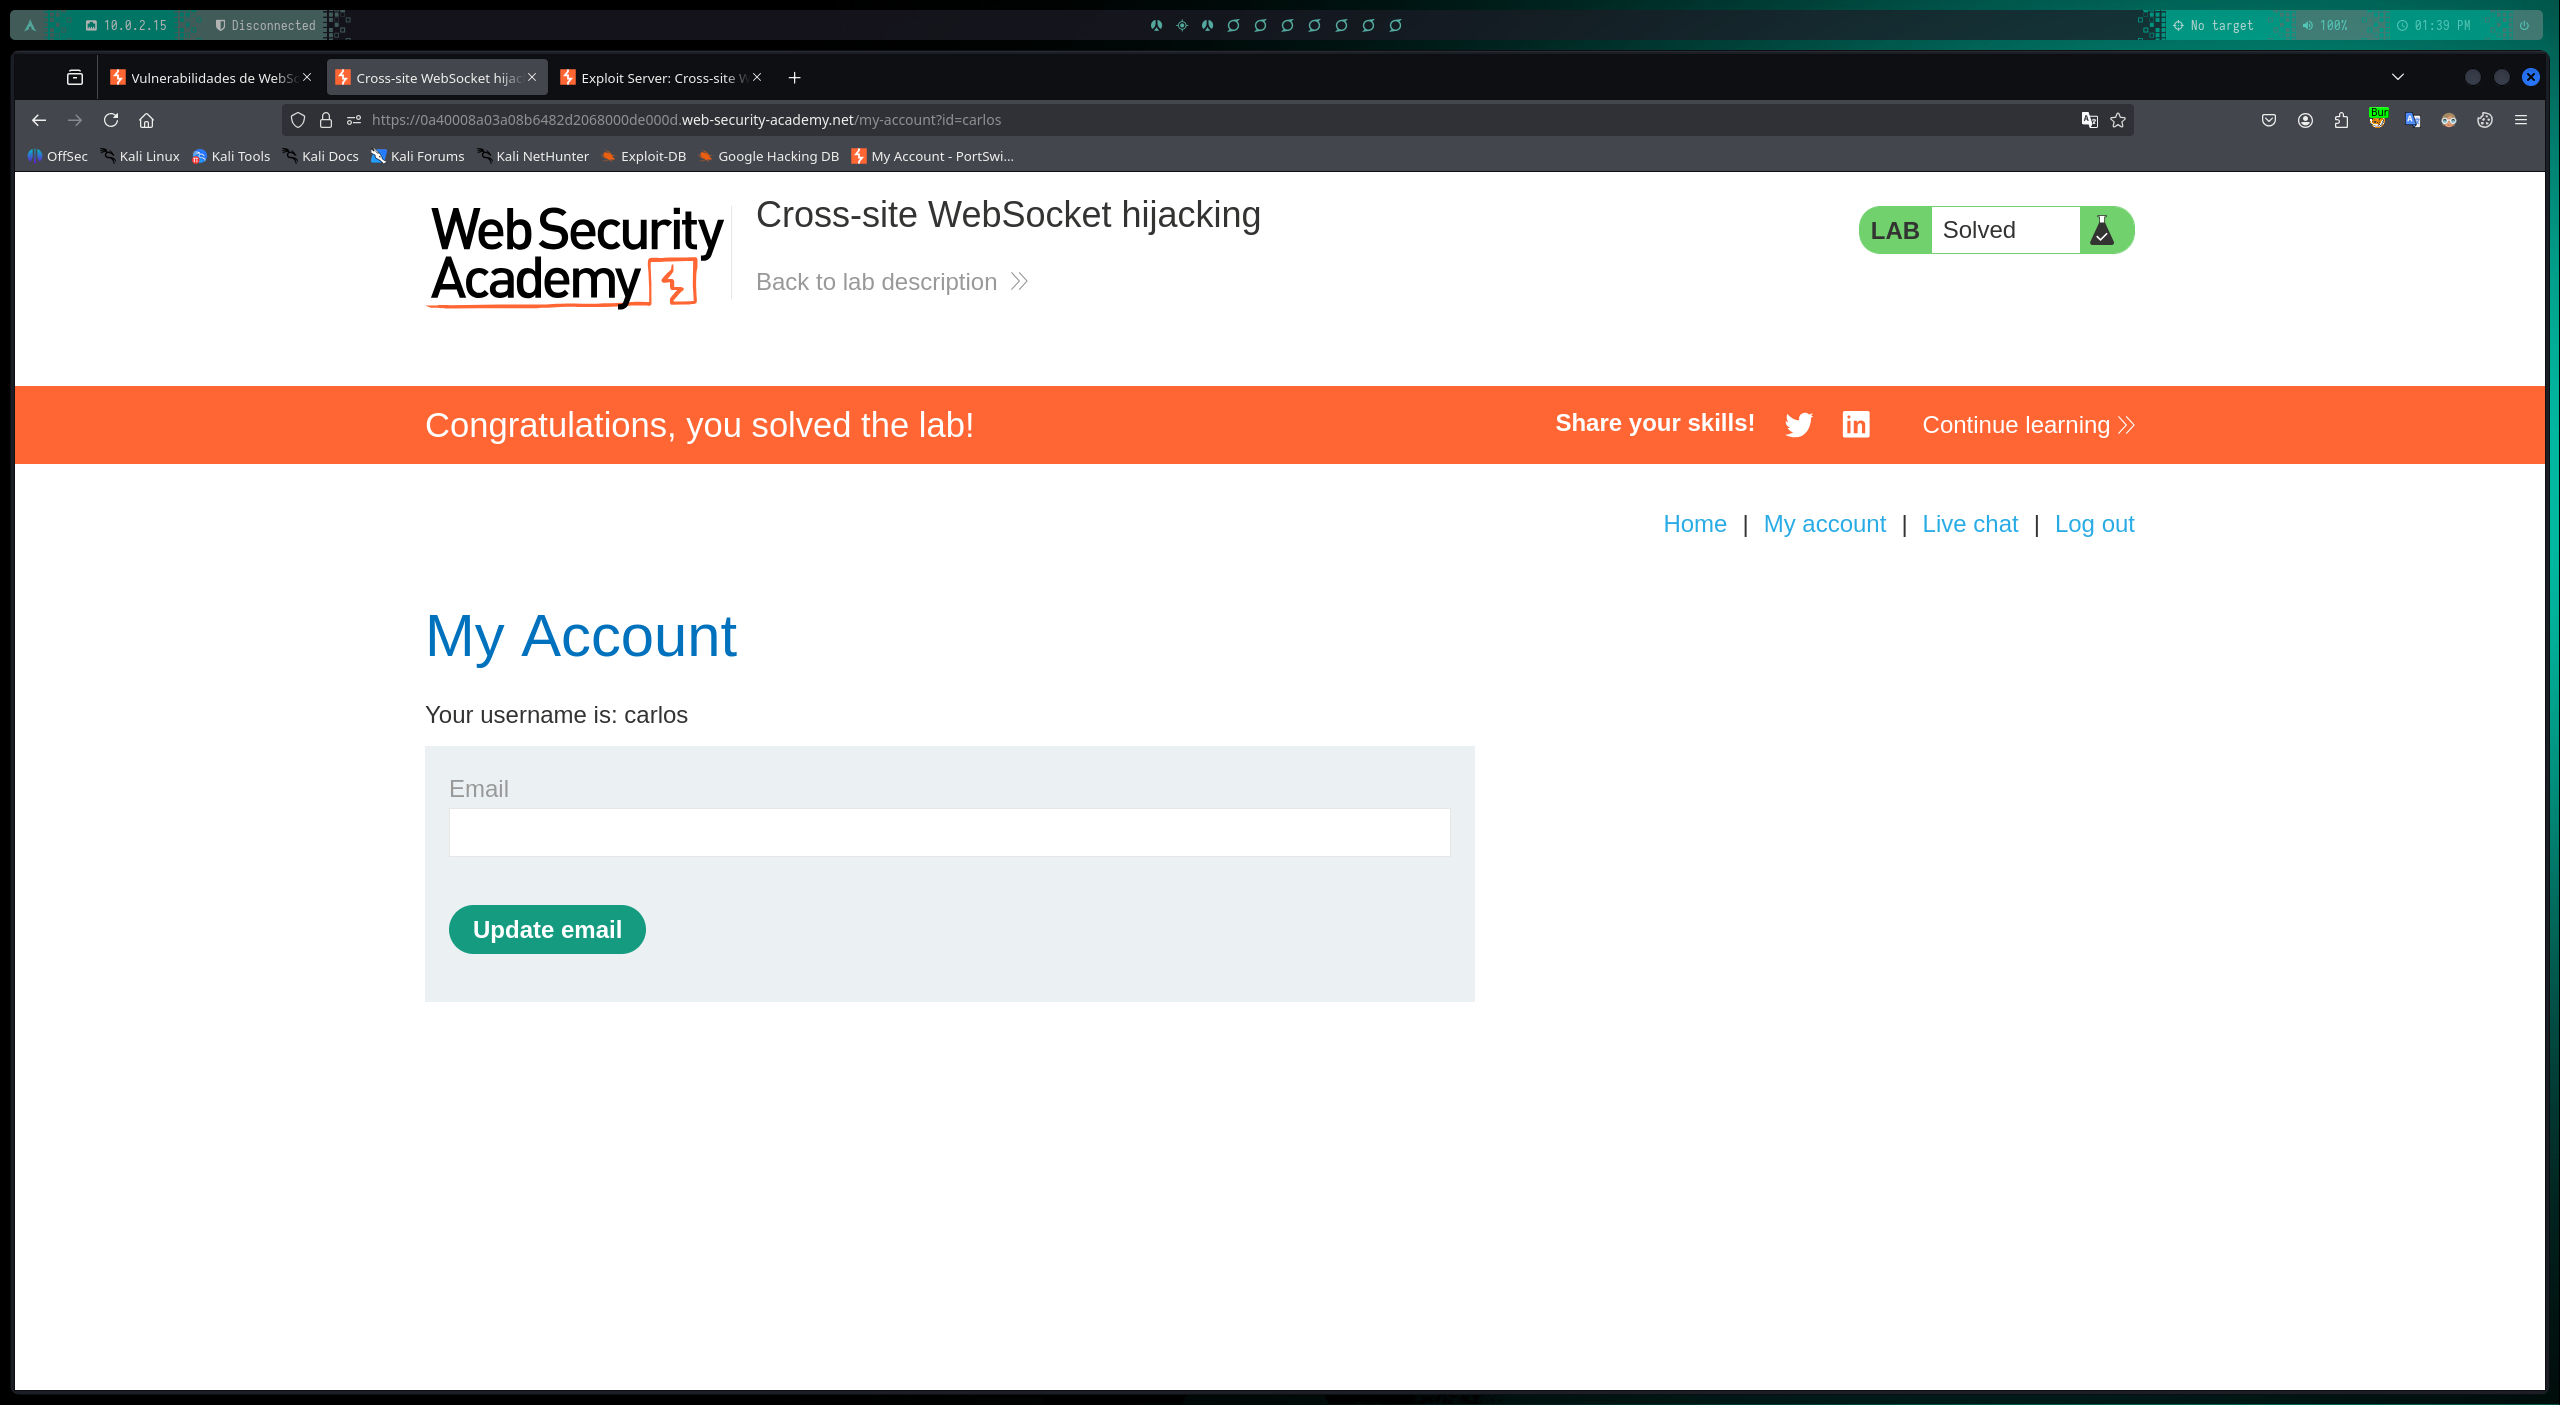 10.0.2.15 Disconnected No target 100% 01:39 PM
Vulnerabilidades de WebSo Cross-site WebSocket hijac Exploit Server: Cross-site W
https://0a40008a03a08b6482d2068000de000d.web-security-academy.net/my-account?id=carlos Bur
OffSec Kali Linux Kali Tools Kali Docs Kali Forums Kali NetHunter Exploit-DB Google Hacking DB My Account - PortSwi...
Web Security
Academy
Cross-site WebSocket hijacking
Back to lab description
LAB Solved
Congratulations, you solved the lab! Share your skills! Continue learning
Home | My account | Live chat | Log out
My Account
Your username is: carlos
Email
Update email